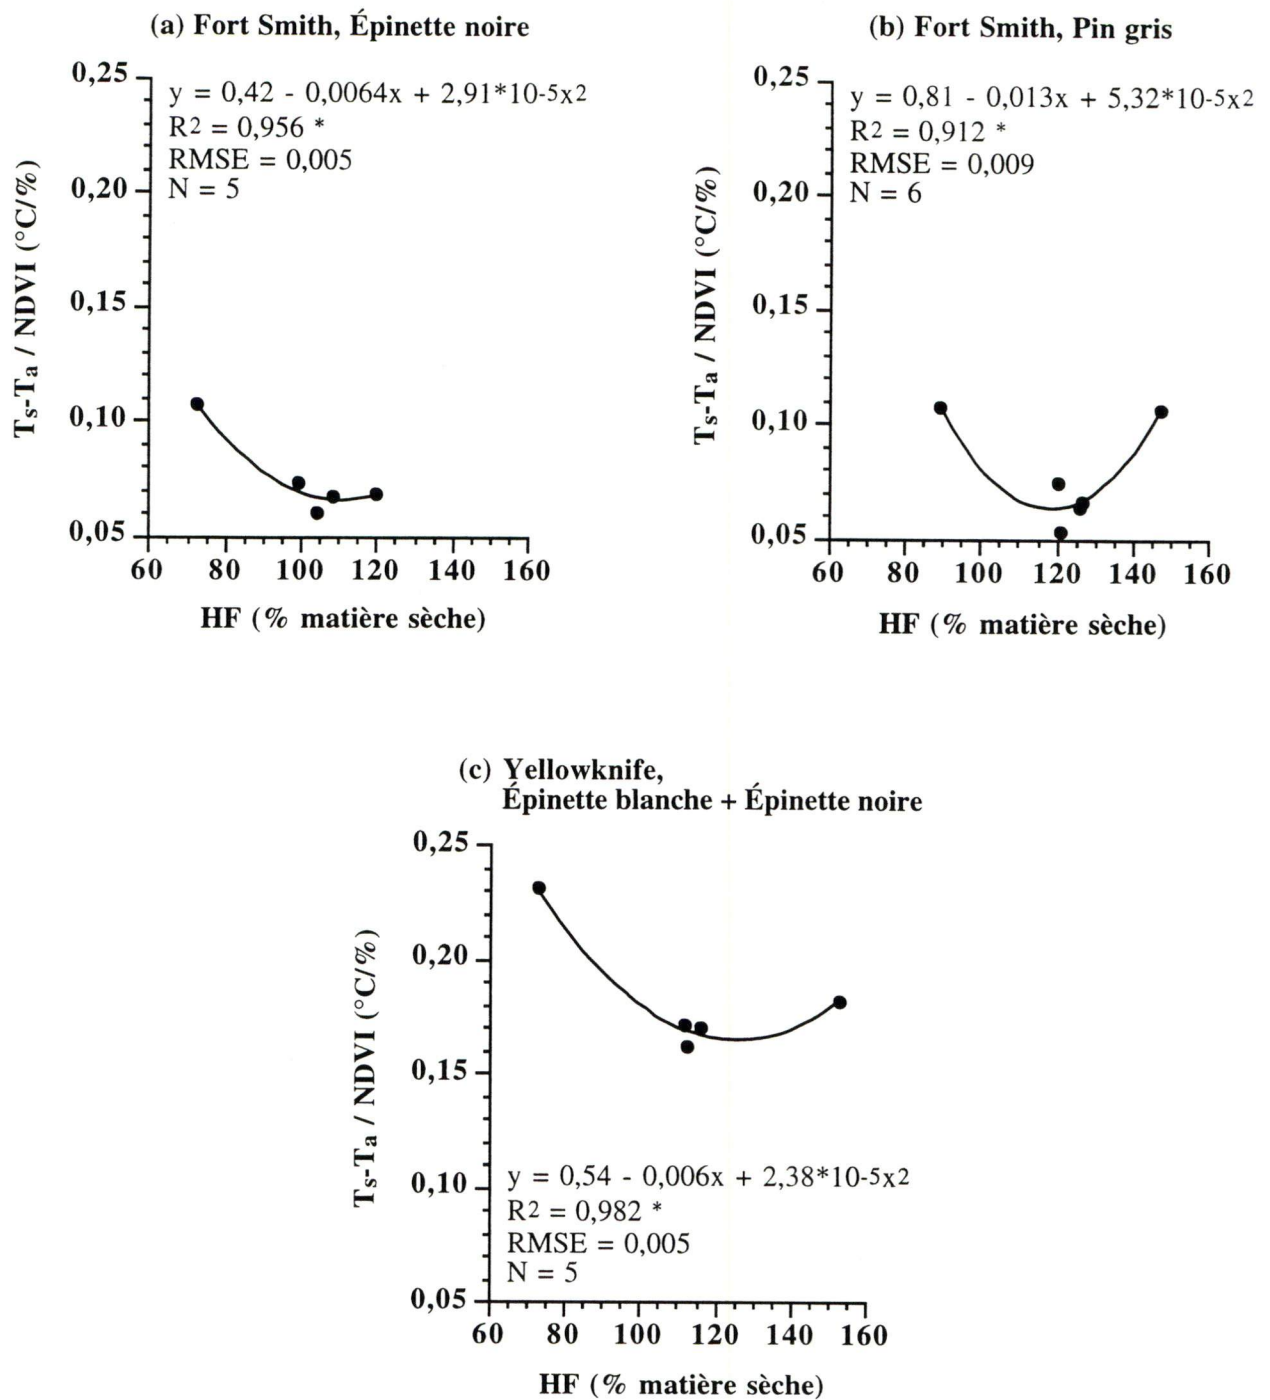 (a) Fort Smith, Épinette noire
0,25
0,20
0,15
0,10
0,05
y = 0,42 - 0,0064x + 2,91*10-5x2
R2 = 0,956 *
RMSE = 0,005
N = 5
Ts-Ta / NDVI (°C/%)
60 80 100 120 140 160
HF (% matière sèche)
(b) Fort Smith, Pin gris
0,25
0,20
0,15
0,10
0,05
y = 0,81 - 0,013x + 5,32*10-5x2
R2 = 0,912 *
RMSE = 0,009
N = 6
Ts-Ta / NDVI (°C/%)
60 80 100 120 140 160
HF (% matière sèche)
(c) Yellowknife,
Épinette blanche + Épinette noire
0,25
0,20
0,15
0,10
0,05
Ts-Ta / NDVI (°C/%)
y = 0,54 - 0,006x + 2,38*10-5x2
R2 = 0,982 *
RMSE = 0,005
N = 5
60 80 100 120 140 160
HF (% matière sèche)